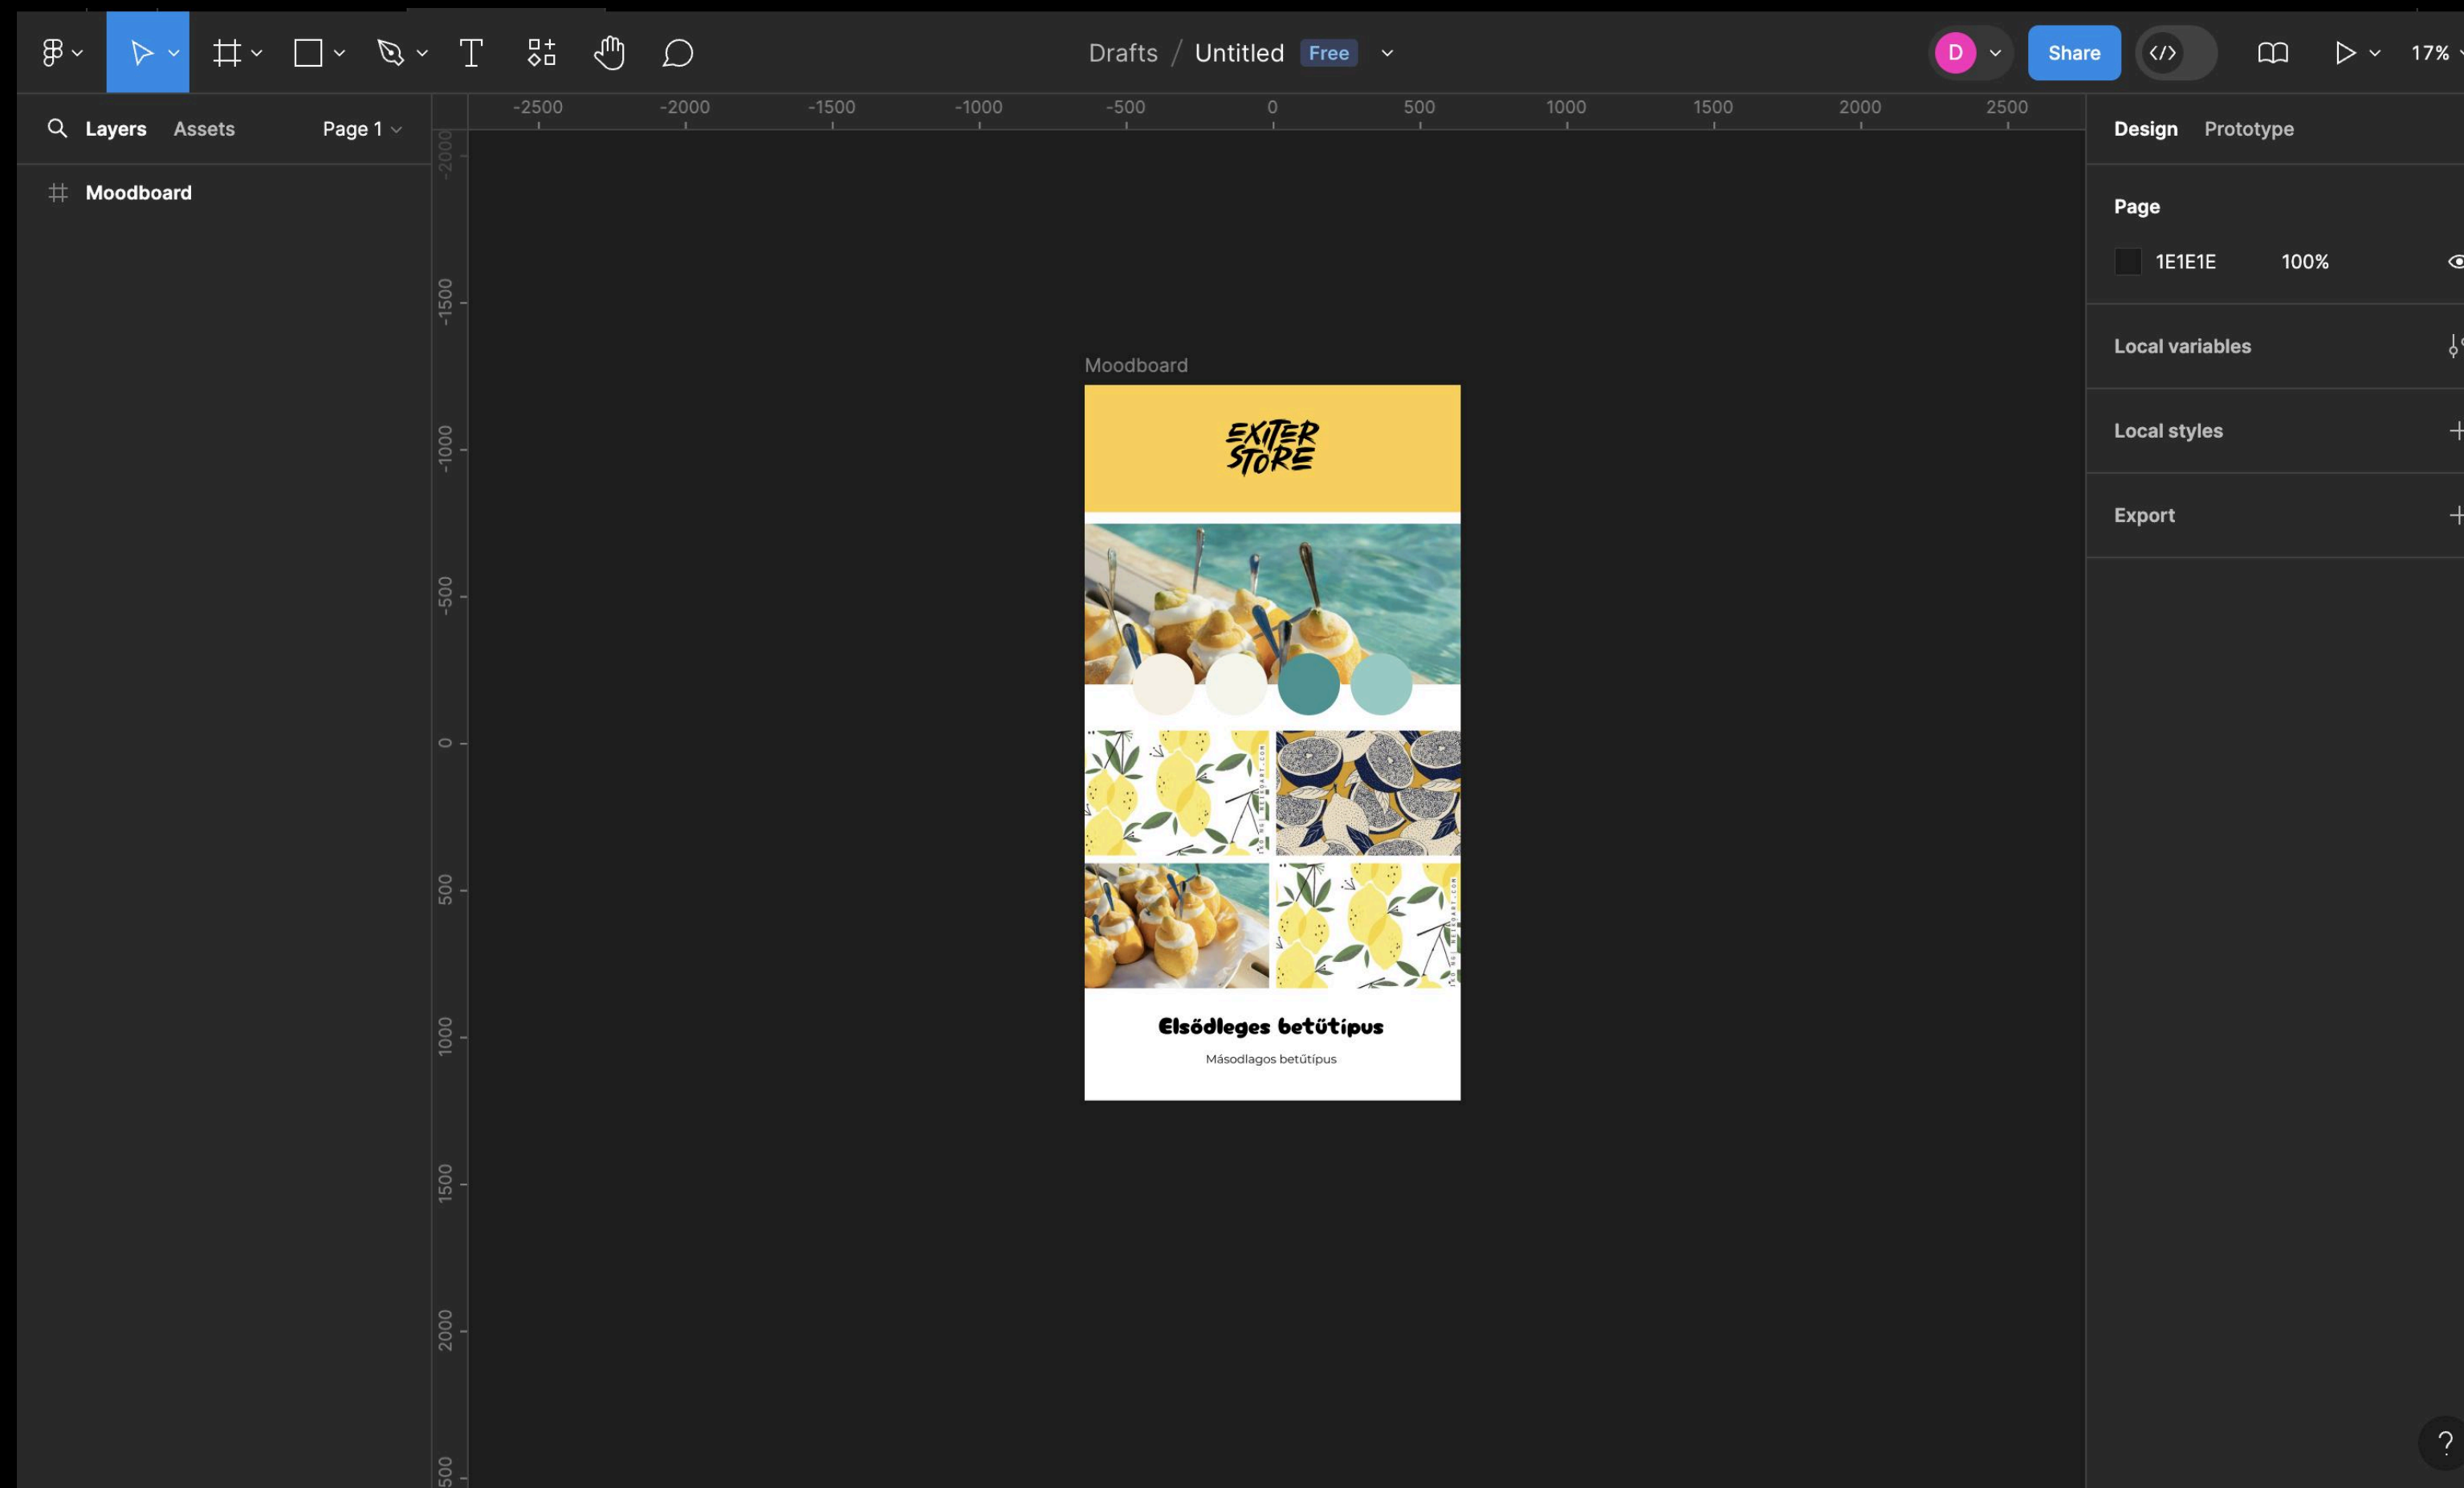 Drafts / Untitled Free
D
Share
17%
Layers Assets Page 1
Moodboard
-2500 -2000 -1500 -1000 -500 0 500 1000 1500 2000 2500
-2000
-1500
-1000
-500
0
500
1000
1500
2000
Moodboard
EXITER
STORE
Elsődleges betűtípus
Másodlagos betűtípus
Design Prototype
Page
1E1E1E 100%
Local variables
Local styles
Export
?